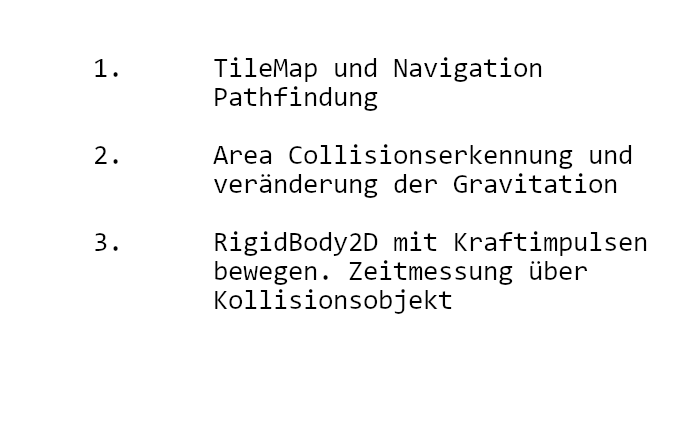 1. TileMap und Navigation
Pathfindung
2. Area Collisionserkennung und
veränderung der Gravitation
3. RigidBody2D mit Kraftimpulsen
bewegen. Zeitmessung über
Kollisionsobjekt